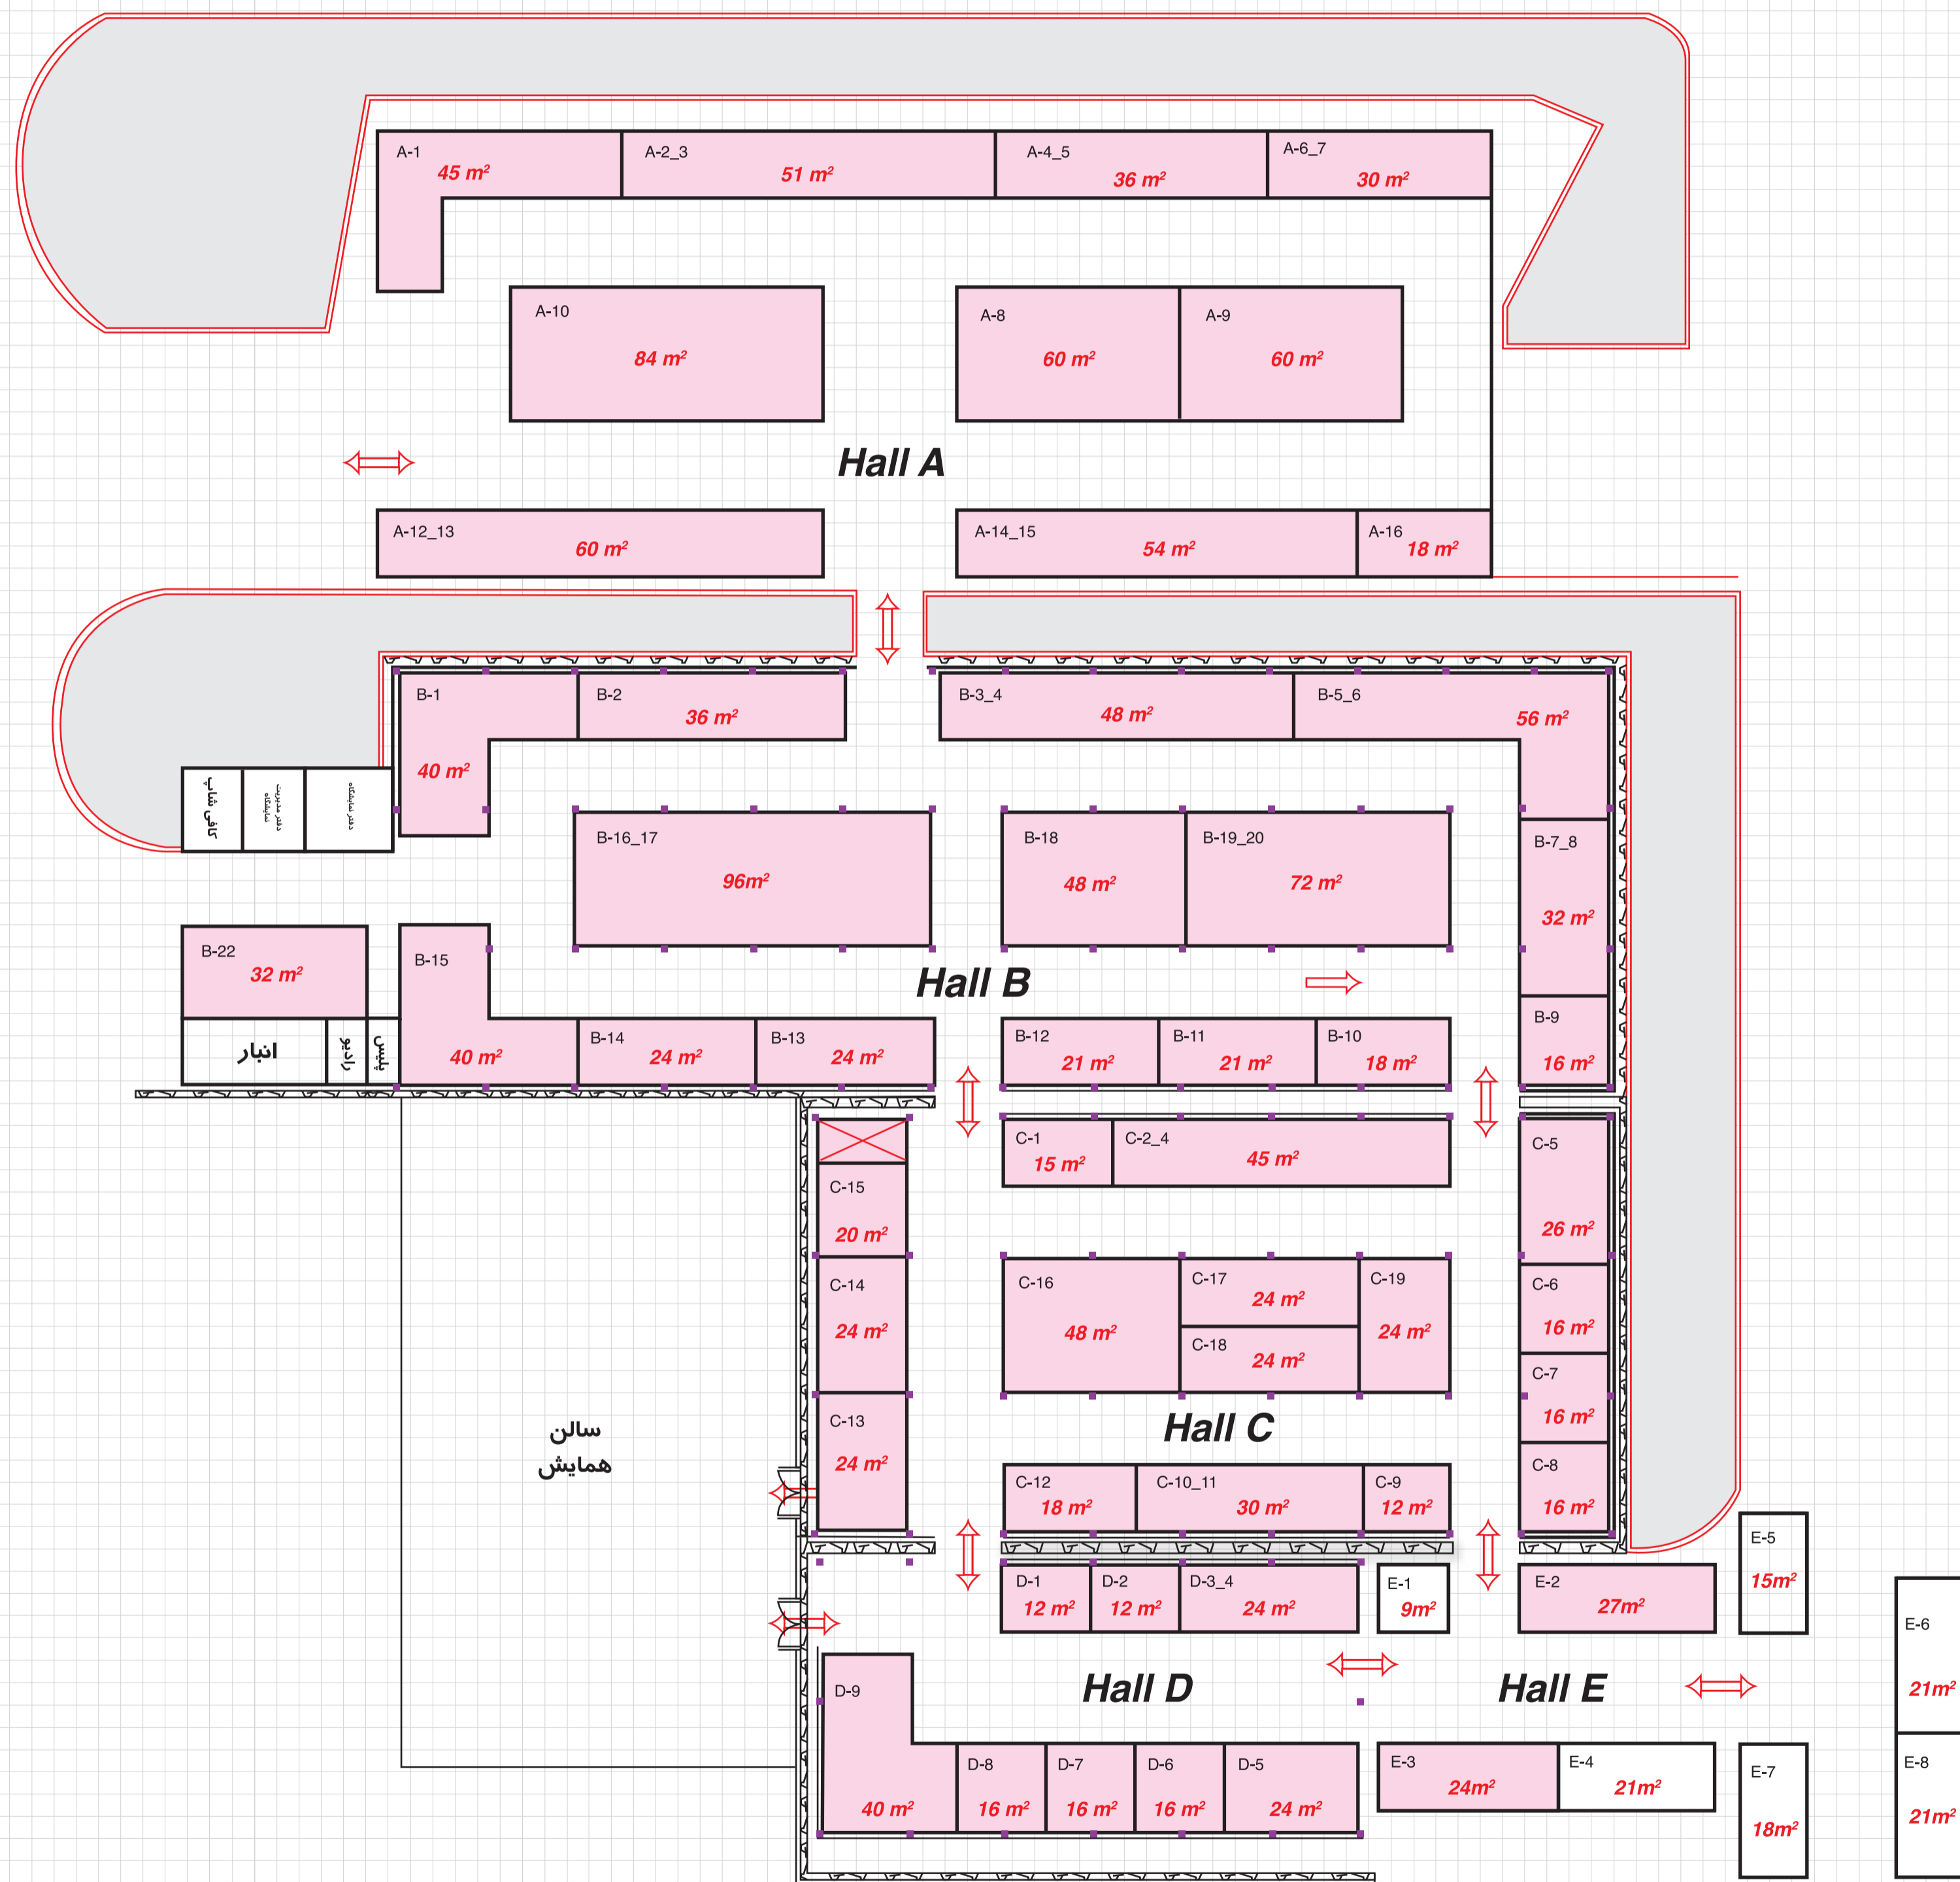 A-1
45 m²
A-2_3
51 m²
A-4_5
36 m²
A-6_7
30 m²
A-10
84 m²
A-8
60 m²
A-9
60 m²
Hall A
A-12_13
60 m²
A-14_15
54 m²
A-16
18 m²
B-1
40 m²
B-2
36 m²
B-3_4
48 m²
B-5_6
56 m²
کافی شاپ
دفتر مدیریت
نمایشگاه
دفتر نمایشگاه
B-16_17
96m²
B-18
48 m²
B-19_20
72 m²
B-7_8
32 m²
B-22
32 m²
B-15
40 m²
Hall B
B-9
16 m²
انبار
رادیو
پلیس
B-14
24 m²
B-13
24 m²
B-12
21 m²
B-11
21 m²
B-10
18 m²
C-1
15 m²
C-2_4
45 m²
C-5
26 m²
C-15
20 m²
C-14
24 m²
C-13
24 m²
C-16
48 m²
C-17
24 m²
C-18
24 m²
C-19
24 m²
C-6
16 m²
C-7
16 m²
C-8
16 m²
سالن
همایش
Hall C
C-12
18 m²
C-10_11
30 m²
C-9
12 m²
D-1
12 m²
D-2
12 m²
D-3_4
24 m²
E-1
9m²
E-2
27m²
E-5
15m²
E-6
21m²
Hall D
Hall E
D-9
40 m²
D-8
16 m²
D-7
16 m²
D-6
16 m²
D-5
24 m²
E-3
24m²
E-4
21m²
E-7
18m²
E-8
21m²